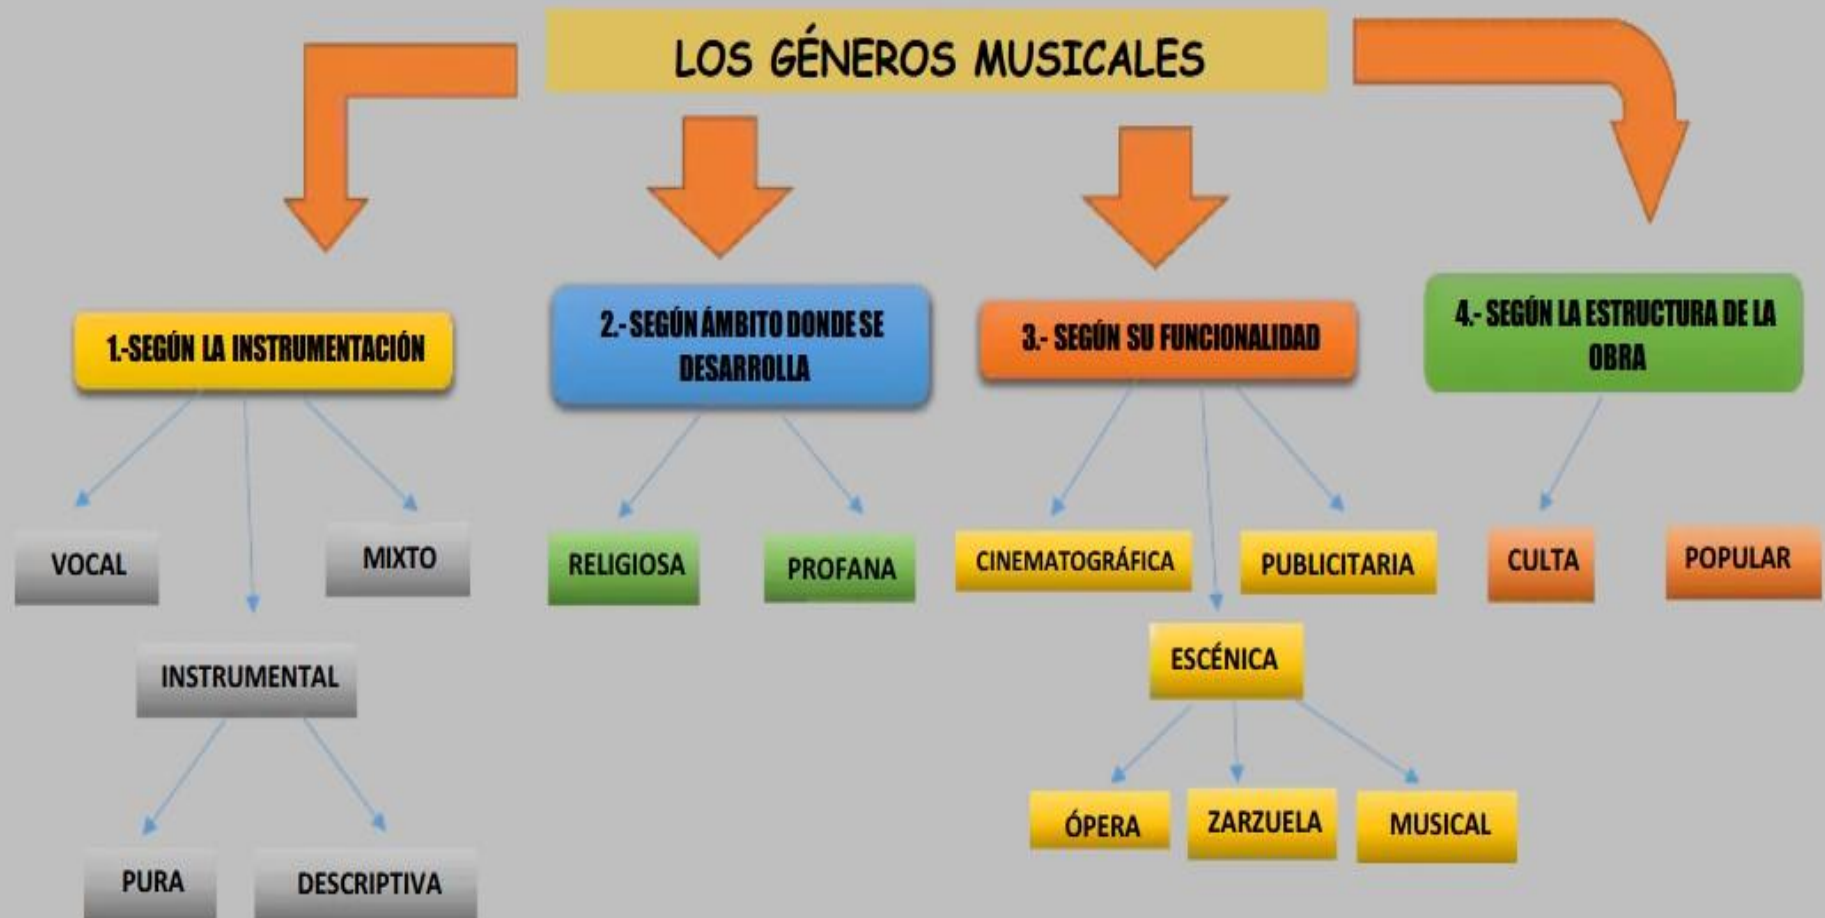 LOS GÉNEROS MUSICALES
1.-SEGÚN LA INSTRUMENTACIÓN
2.- SEGÚN ÁMBITO DONDE SE
DESARROLLA
3.- SEGÚN SU FUNCIONALIDAD
4.- SEGÚN LA ESTRUCTURA DE LA
OBRA
VOCAL
MIXTO
INSTRUMENTAL
PURA
DESCRIPTIVA
RELIGIOSA
PROFANA
CINEMATOGRÁFICA
PUBLICITARIA
ESCÉNICA
ÓPERA
ZARZUELA
MUSICAL
CULTA
POPULAR